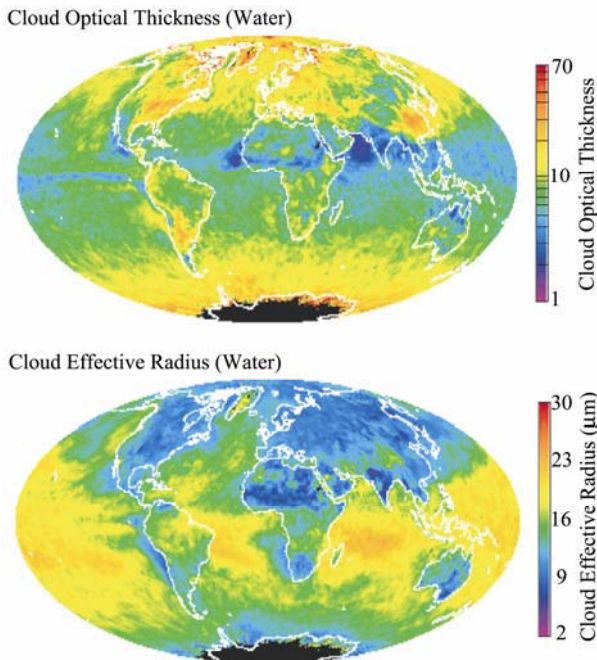 Cloud Optical Thickness (Water)
70
10
1
Cloud Optical Thickness
Cloud Effective Radius (Water)
30
23
16
9
2
Cloud Effective Radius (µm)